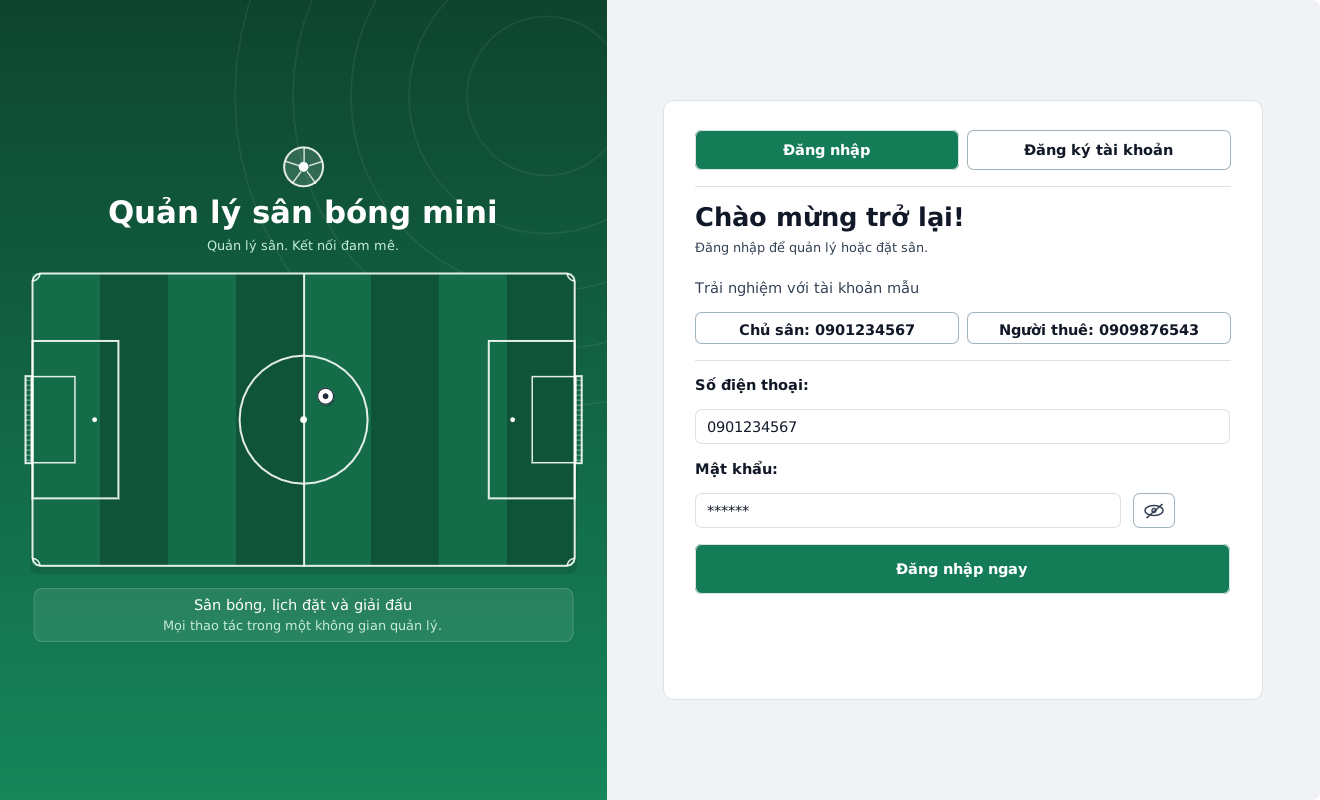 Quản lý sân bóng mini
Quản lý sân. Kết nối đam mê.
Sân bóng, lịch đặt và giải đấu
Mọi thao tác trong một không gian quản lý.
Đăng nhập
Đăng ký tài khoản
Chào mừng trở lại!
Đăng nhập để quản lý hoặc đặt sân.
Trải nghiệm với tài khoản mẫu
Chủ sân: 0901234567
Người thuê: 0909876543
Số điện thoại:
0901234567
Mật khẩu:
******
Đăng nhập ngay